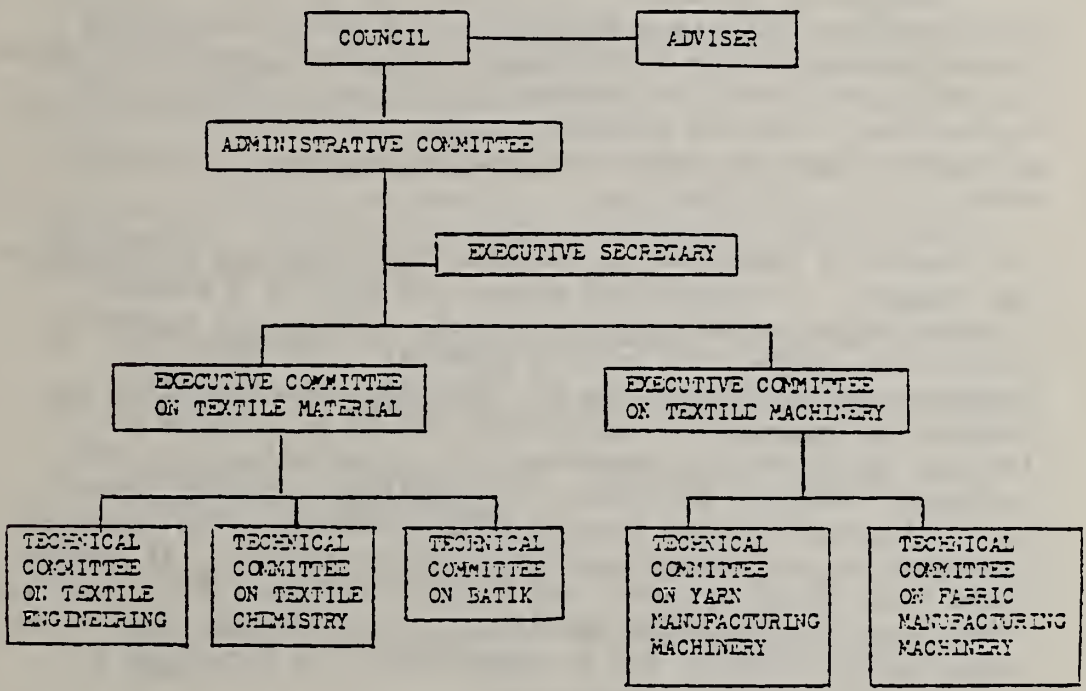 COUNCIL
ADVISER
ADMINISTRATIVE COMMITTEE
EXECUTIVE SECRETARY
EXECUTIVE COMMITTEE
ON TEXTILE MATERIAL
EXECUTIVE COMMITTEE
ON TEXTILE MACHINERY
TECHNICAL
COMMITTEE
ON TEXTILE
ENGINEERING
TECHNICAL
COMMITTEE
ON TEXTILE
CHEMISTRY
TECHNICAL
COMMITTEE
ON BATIK
TECHNICAL
COMMITTEE
ON YARN
MANUFACTURING
MACHINERY
TECHNICAL
COMMITTEE
ON FABRIC
MANUFACTURING
MACHINERY